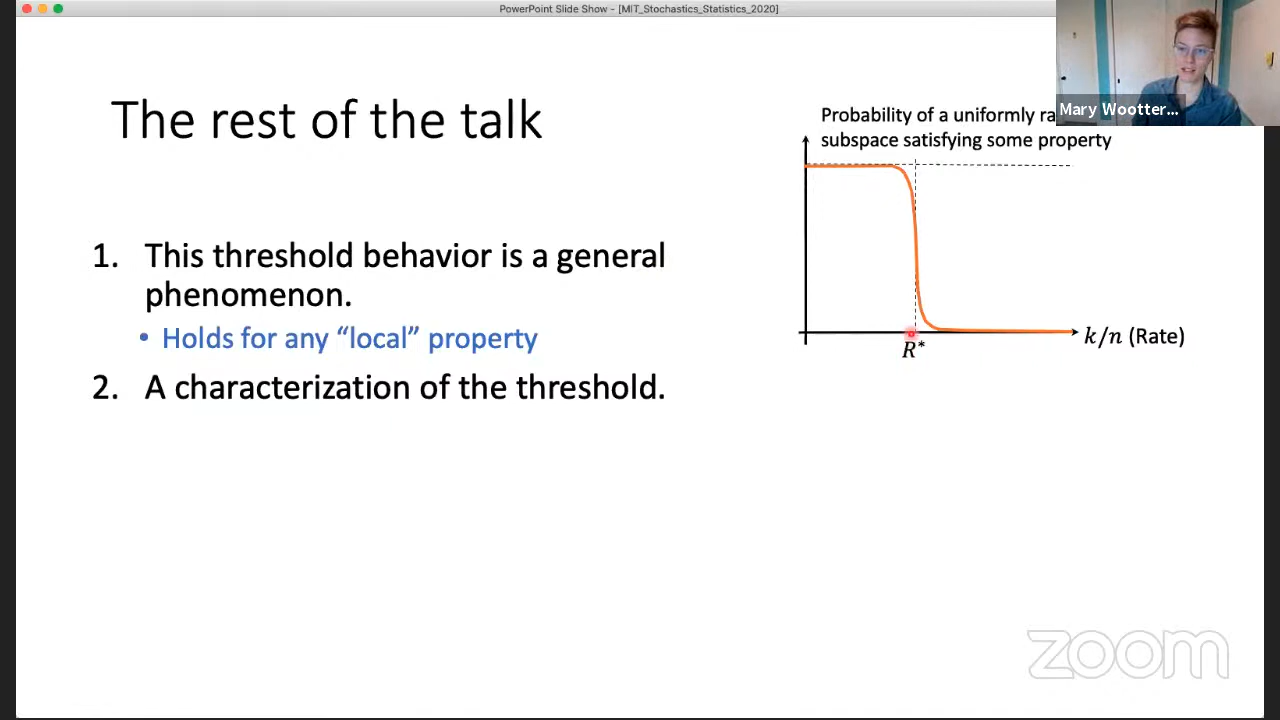 PowerPoint Slide Show - [MIT_Stochastics_Statistics_2020]
The rest of the talk
1. This threshold behavior is a general
phenomenon.
• Holds for any “local” property
2. A characterization of the threshold.
Probability of a uniformly
subspace satisfying some property
k/n (Rate)
R*
Mary Wootter...
zoom